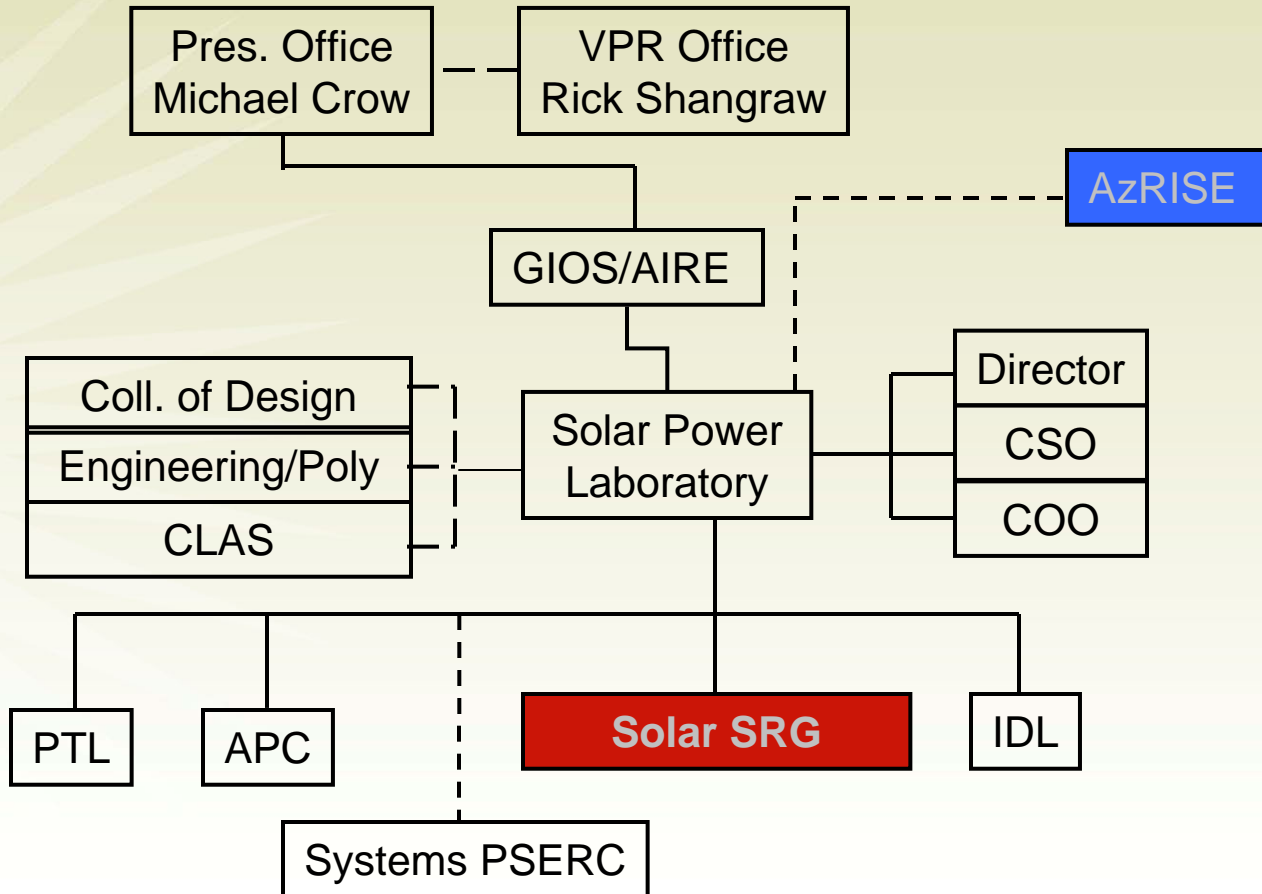 Pres. Office
Michael Crow
VPR Office
Rick Shangraw
AzRISE
GIOS/AIRE
Coll. of Design
Engineering/Poly
CLAS
Solar Power
Laboratory
Director
CSO
COO
PTL
APC
Solar SRG
IDL
Systems PSERC